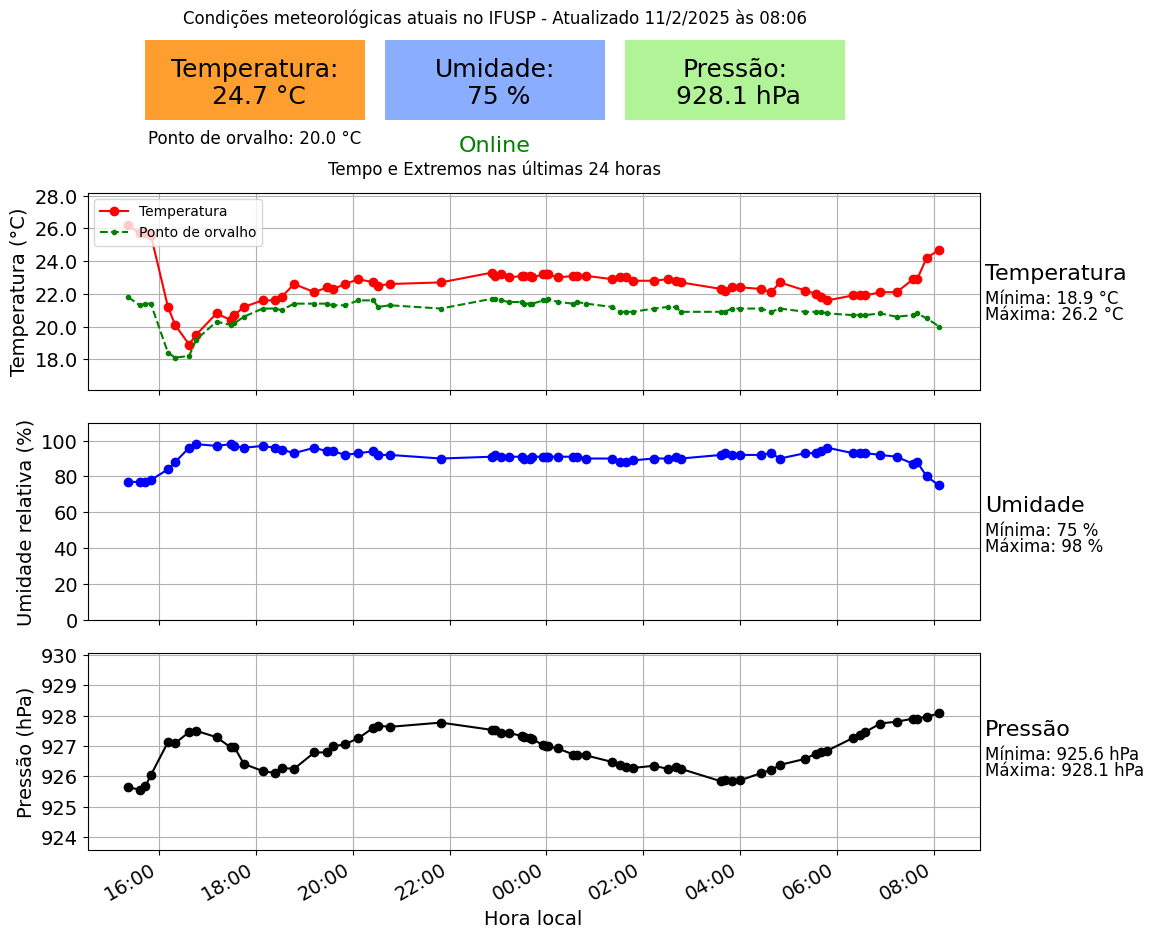 Condições meteorológicas atuais no IFUSP - Atualizado 11/2/2025 às 08:06
Temperatura:
24.7 °C
Umidade:
75 %
Pressão:
928.1 hPa
Ponto de orvalho: 20.0 °C
Online
Tempo e Extremos nas últimas 24 horas
Temperatura (°C)
28.0
26.0
24.0
22.0
20.0
18.0
Temperatura
Ponto de orvalho
Temperatura
Mínima: 18.9 °C
Máxima: 26.2 °C
Umidade relativa (%)
100
80
60
40
20
0
Umidade
Mínima: 75 %
Máxima: 98 %
Pressão (hPa)
930
929
928
927
926
925
924
Pressão
Mínima: 925.6 hPa
Máxima: 928.1 hPa
16:00
18:00
20:00
22:00
00:00
02:00
04:00
06:00
08:00
Hora local